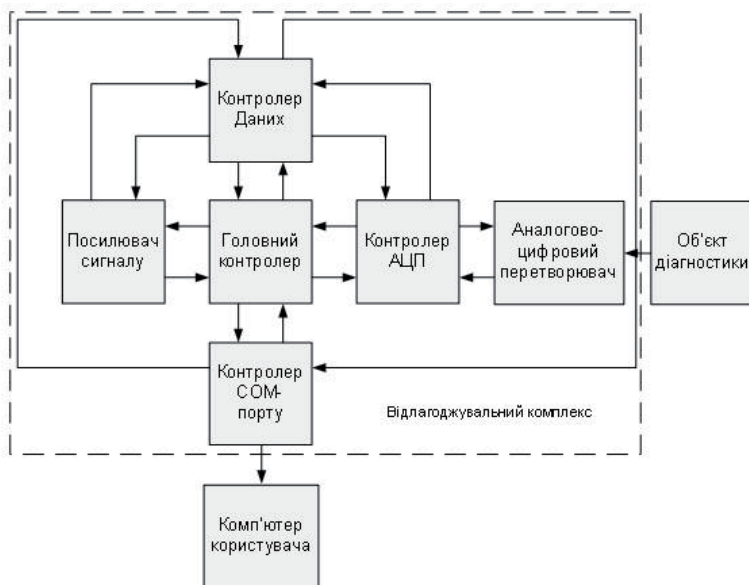 Контролер
Даних
Посилювач
сигналу
Головний
контролер
Контролер
АЦП
Аналогово-
цифровий
перетворювач
Об'єкт
діагностики
Контролер
COM-
порту
Відлагоджувальний комплекс
Комп'ютер
користувача